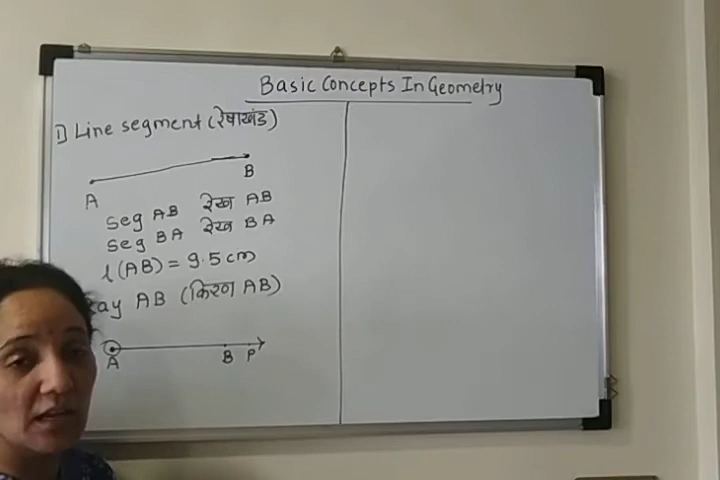 Basic Concepts In Geometry
1) Line segment (रेषाखंड)
A B
seg AB रेख AB
seg BA रेख BA
l(AB) = 9.5 cm
ay AB (किरण AB)
A B P